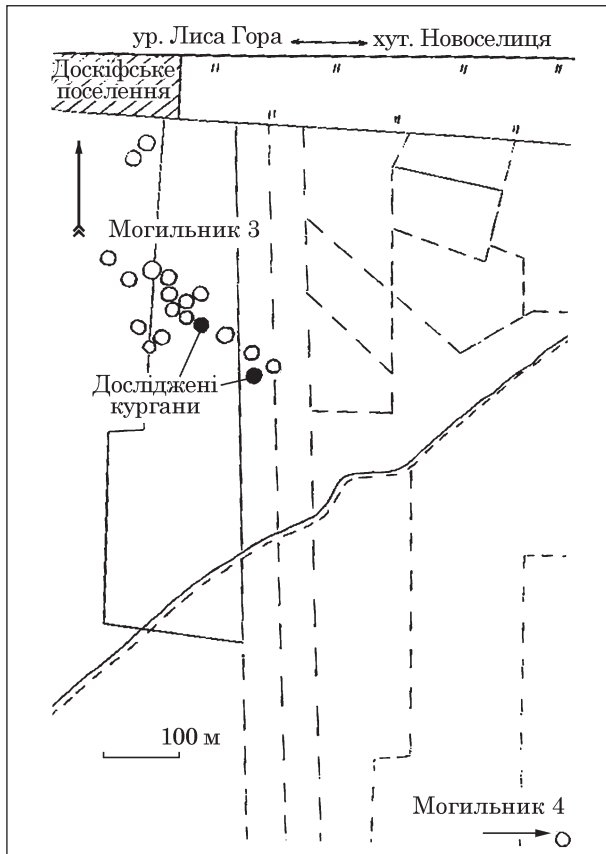 ур. Лиса Гора
хут. Новоселиця
Доскіфське
поселення
Могильник 3
Досліджені
кургани
100 м
Могильник 4